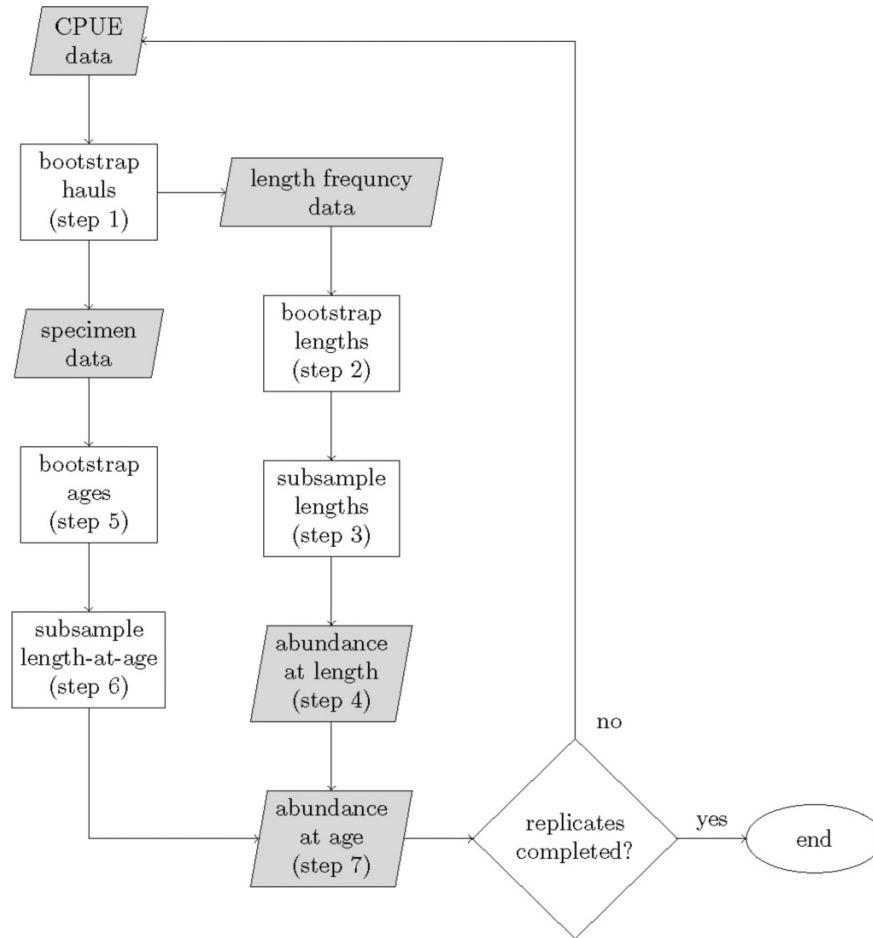 CPUE
data
bootstrap
hauls
(step 1)
length frequncy
data
specimen
data
bootstrap
lengths
(step 2)
bootstrap
ages
(step 5)
subsample
lengths
(step 3)
subsample
length-at-age
(step 6)
abundance
at length
(step 4)
abundance
at age
(step 7)
replicates
completed?
no
yes
end